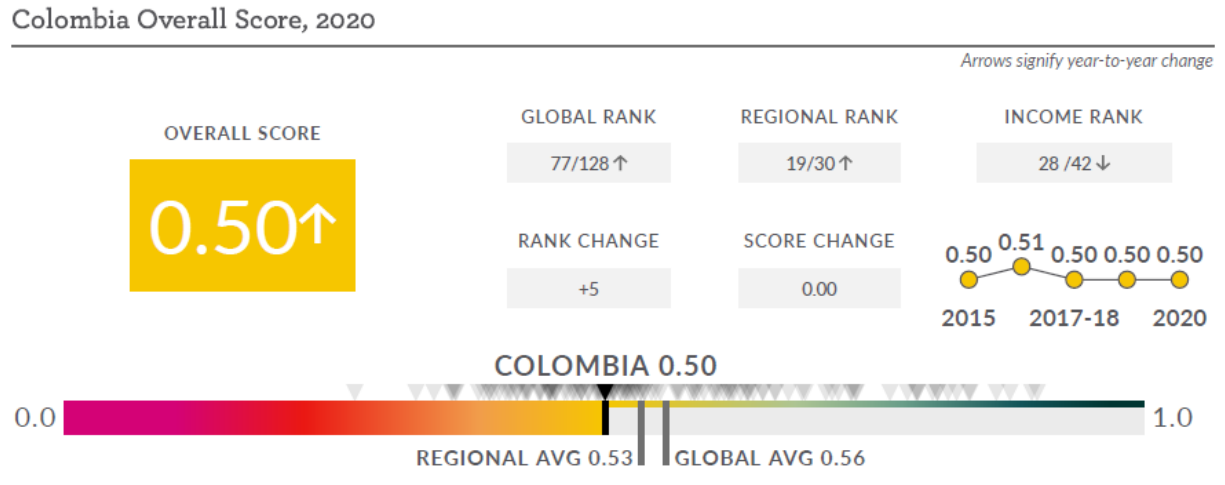 Colombia Overall Score, 2020
Arrows signify year-to-year change
OVERALL SCORE
0.50↑
GLOBAL RANK
77/128 ↑
REGIONAL RANK
19/30 ↑
INCOME RANK
28 /42 ↓
RANK CHANGE
+5
SCORE CHANGE
0.00
0.50 0.51 0.50 0.50 0.50
2015 2017-18 2020
COLOMBIA 0.50
0.0 1.0
REGIONAL AVG 0.53 GLOBAL AVG 0.56